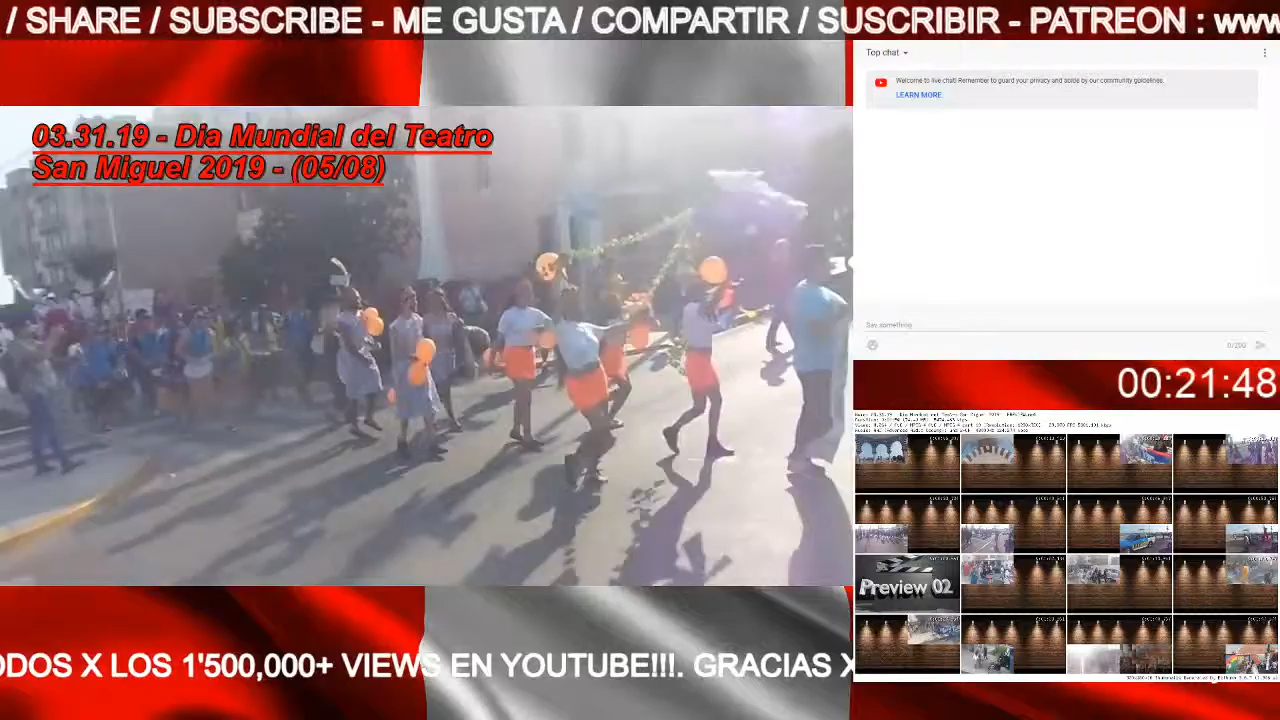 / SHARE / SUBSCRIBE - ME GUSTA / COMPARTIR / SUSCRIBIR - PATREON : www
03.31.19 - Dia Mundial del Teatro
San Miguel 2019 - (05/08)
Top chat
Welcome to live chat! Remember to guard your privacy and abide by our community guidelines.
LEARN MORE
Say something
0/200
00:21:48
Preview 02
ODOS X LOS 1'500,000+ VIEWS EN YOUTUBE!!!. GRACIAS X